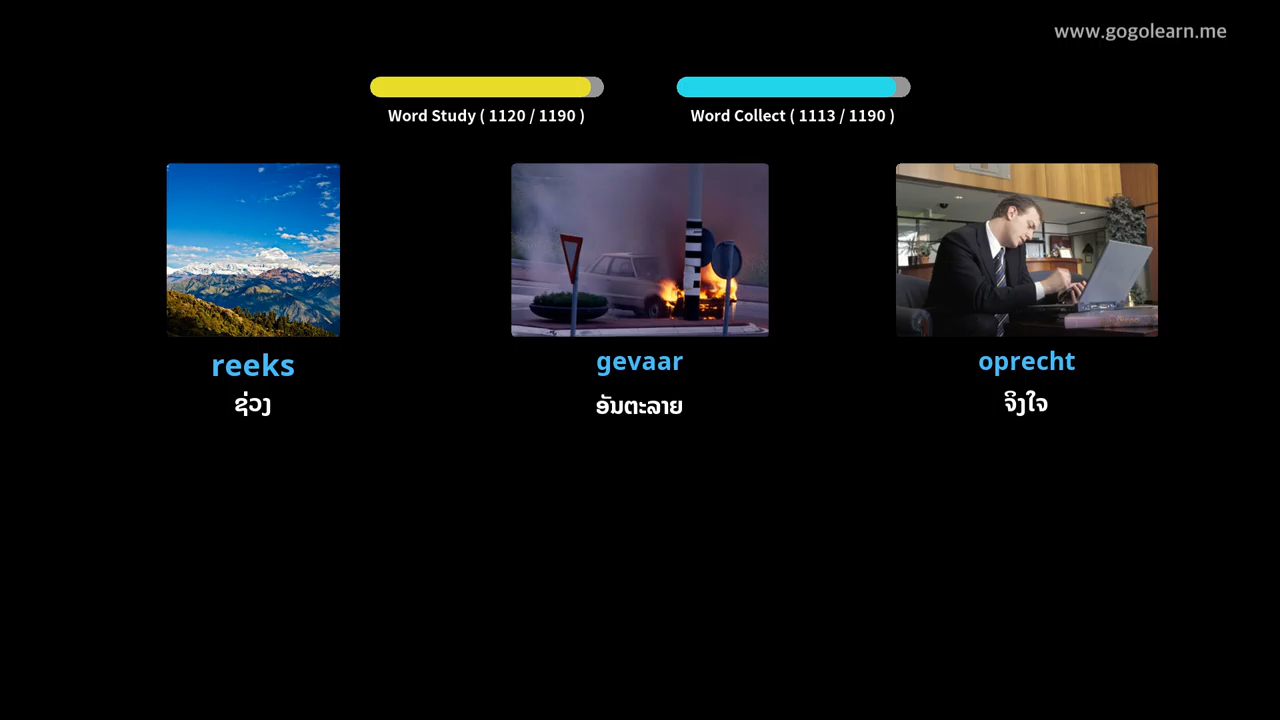 www.gogolearn.me
Word Study ( 1120 / 1190 )
Word Collect ( 1113 / 1190 )
reeks
gevaar
oprecht
ຊ່ວງ
ອັນຕະລາຍ
ຈິງໃຈ